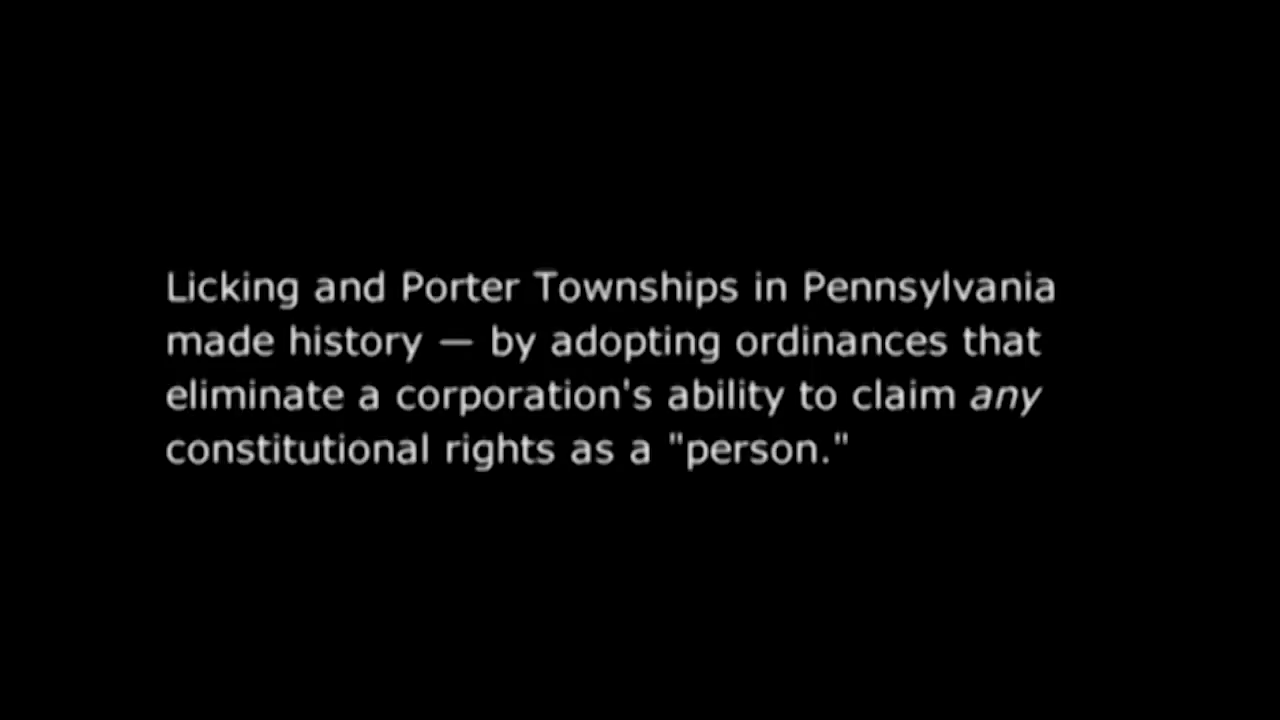 Licking and Porter Townships in Pennsylvania
made history — by adopting ordinances that
eliminate a corporation's ability to claim any
constitutional rights as a "person."